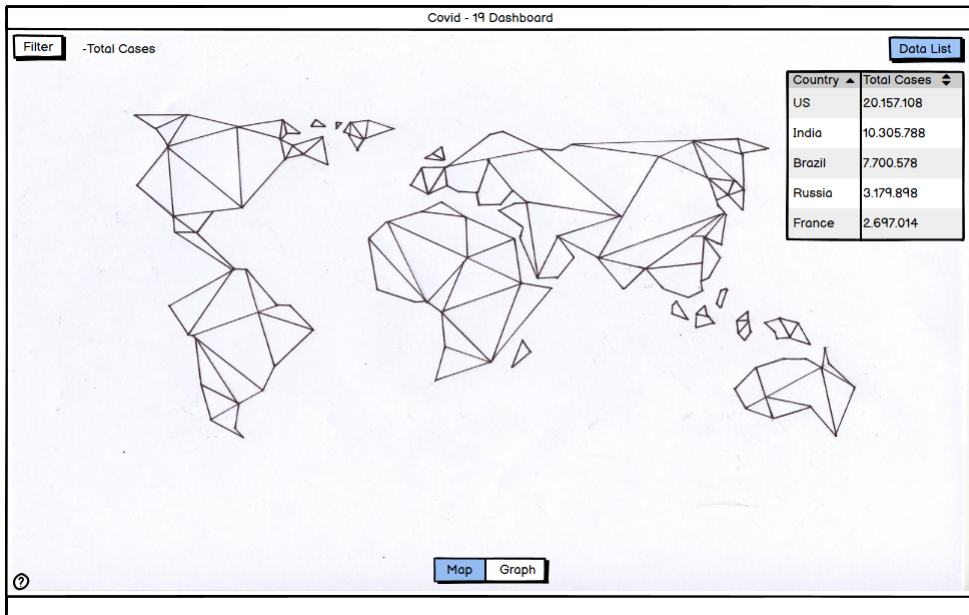 Covid - 19 Dashboard
Filter
-Total Cases
Data List
Country Total Cases
US 20.157.108
India 10.305.788
Brazil 7.700.578
Russia 3.179.898
France 2.697.014
Map Graph
?